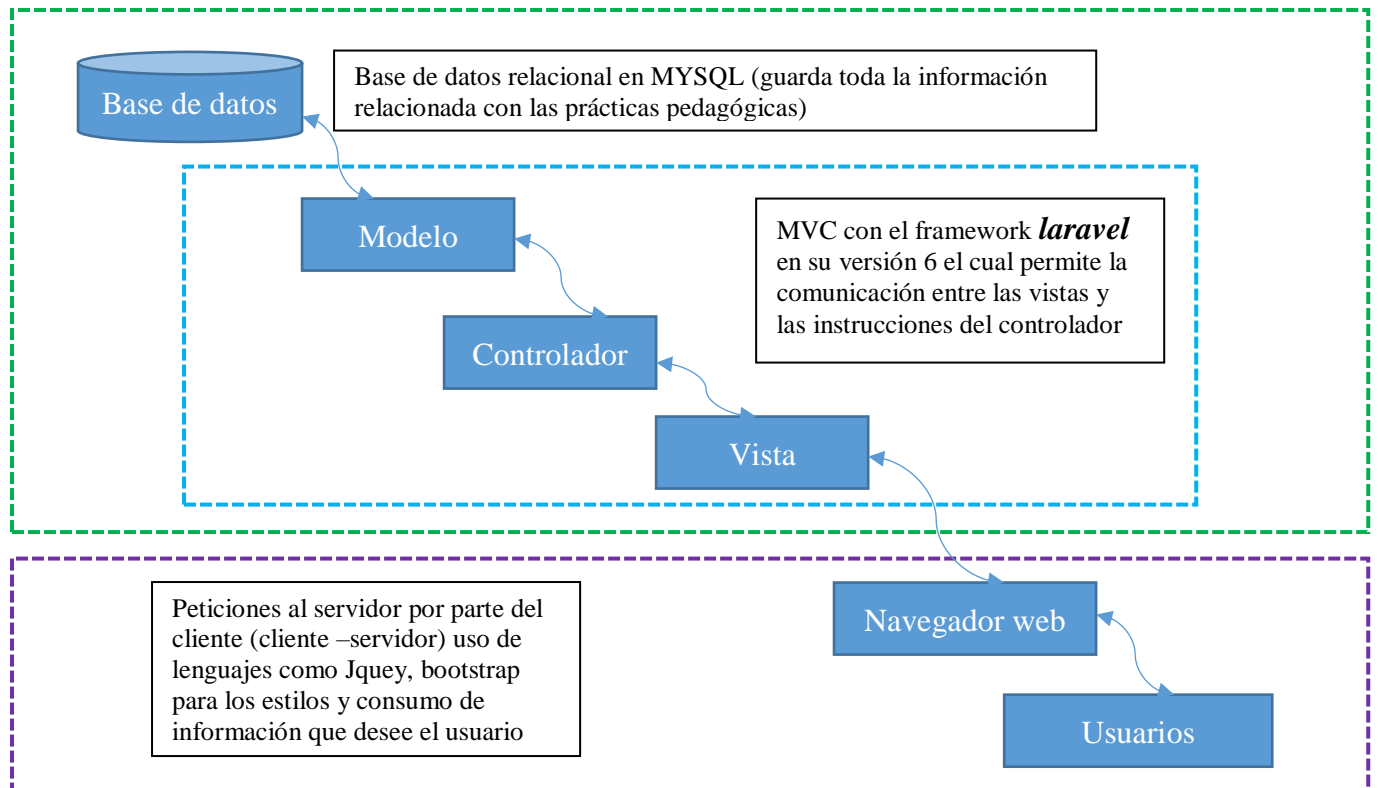 Base de datos
Base de datos relacional en MYSQL (guarda toda la información
relacionada con las prácticas pedagógicas)
Modelo
MVC con el framework laravel
en su versión 6 el cual permite la
comunicación entre las vistas y
las instrucciones del controlador
Controlador
Vista
Peticiones al servidor por parte del
cliente (cliente –servidor) uso de
lenguajes como Jquey, bootstrap
para los estilos y consumo de
información que desee el usuario
Navegador web
Usuarios